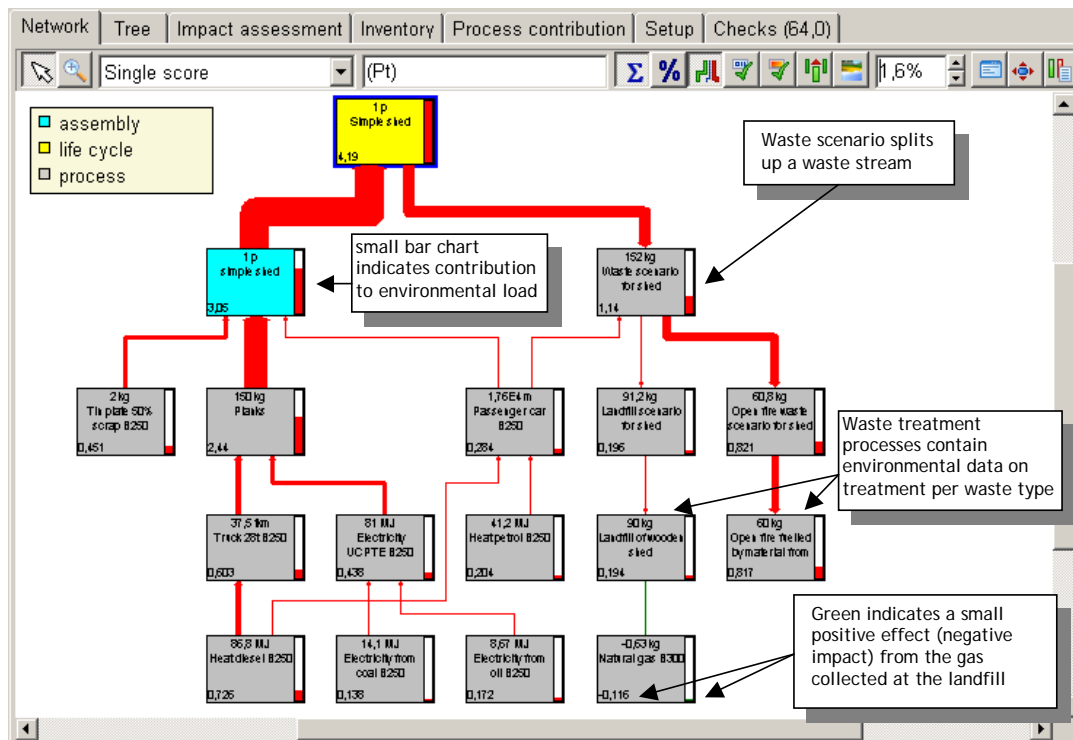 Network Tree Impact assessment Inventory Process contribution Setup Checks (64,0)
Single score (Pt) Σ % 1,6%
assembly
life cycle
process
1 p
Simple shed
4,19
Waste scenario splits
up a waste stream
1 p
simple shed
3,05
small bar chart
indicates contribution
to environmental load
152 kg
Waste scenario
for shed
1,14
2 kg
Tin plate 50%
scrap B250
0,451
150 kg
Planks
2,44
1,76E4 m
Passenger car
B250
0,284
91,2 kg
Landfill scenario
for shed
0,196
60,8 kg
Open fire waste
scenario for shed
0,821
Waste treatment
processes contain
environmental data on
treatment per waste type
37,5 tkm
Truck 28t B250
0,603
81 MJ
Electricity
UCPTE B250
0,438
41,2 MJ
Heat petrol B250
0,204
90 kg
Landfill of wooden
shed
0,194
60 kg
Open fire fuelled
by material from
0,817
86,8 MJ
Heat diesel B250
0,726
14,1 MJ
Electricity from
coal B250
0,138
8,67 MJ
Electricity from
oil B250
0,172
-0,63 kg
Natural gas B300
-0,116
Green indicates a small
positive effect (negative
impact) from the gas
collected at the landfill